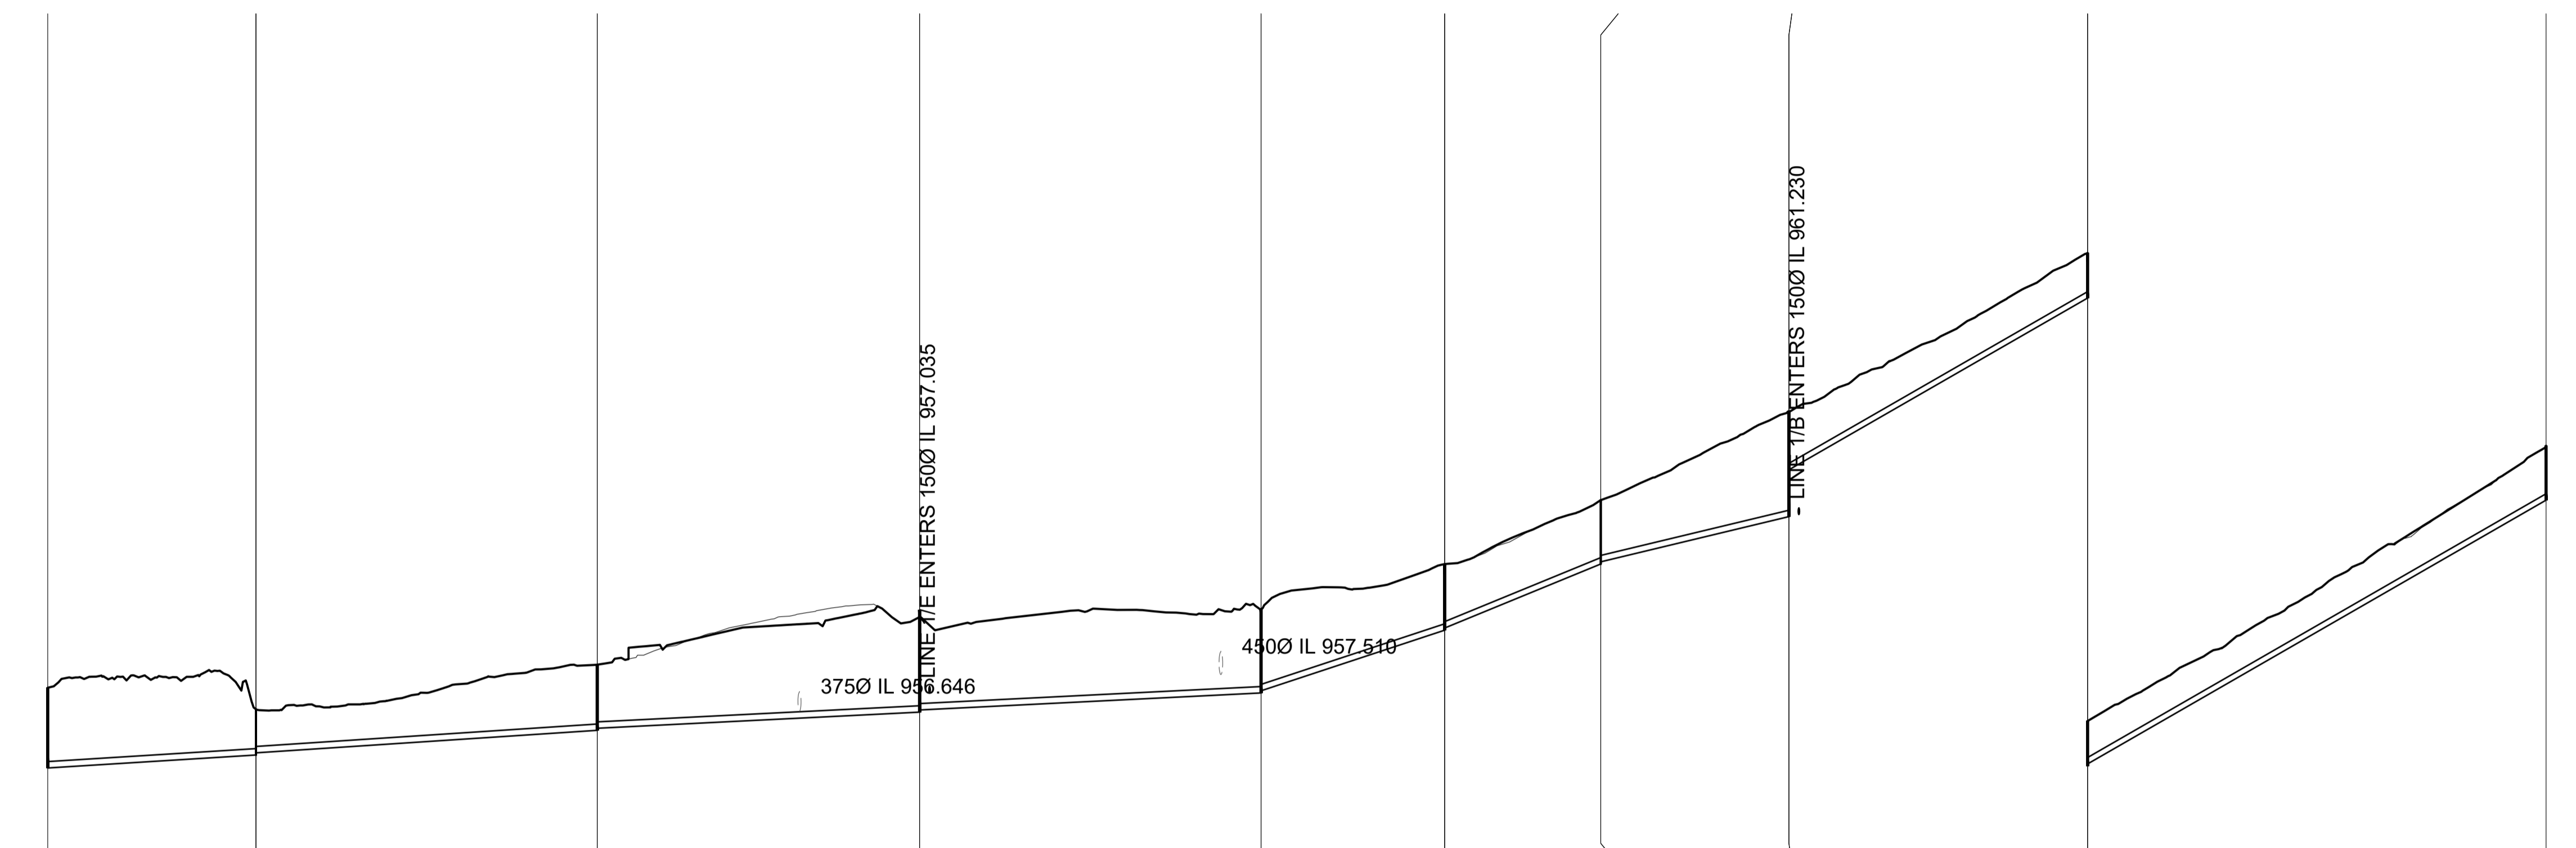 375Ø IL 956.646
- LINE 1/E ENTERS 150Ø IL 957.035
450Ø IL 957.510
- LINE 1/B ENTERS 150Ø IL 961.230